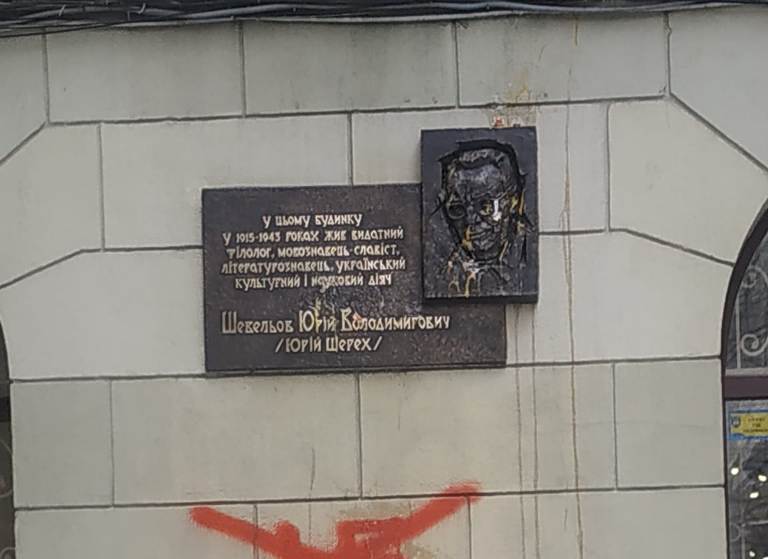 У цьому будинку
у 1915-1943 роках жив видатний
філолог, мовознавець-славіст,
літературознавець, український
культурний і науковий діяч
Шевельов Юрій Володимирович
/Юрій Шерех/